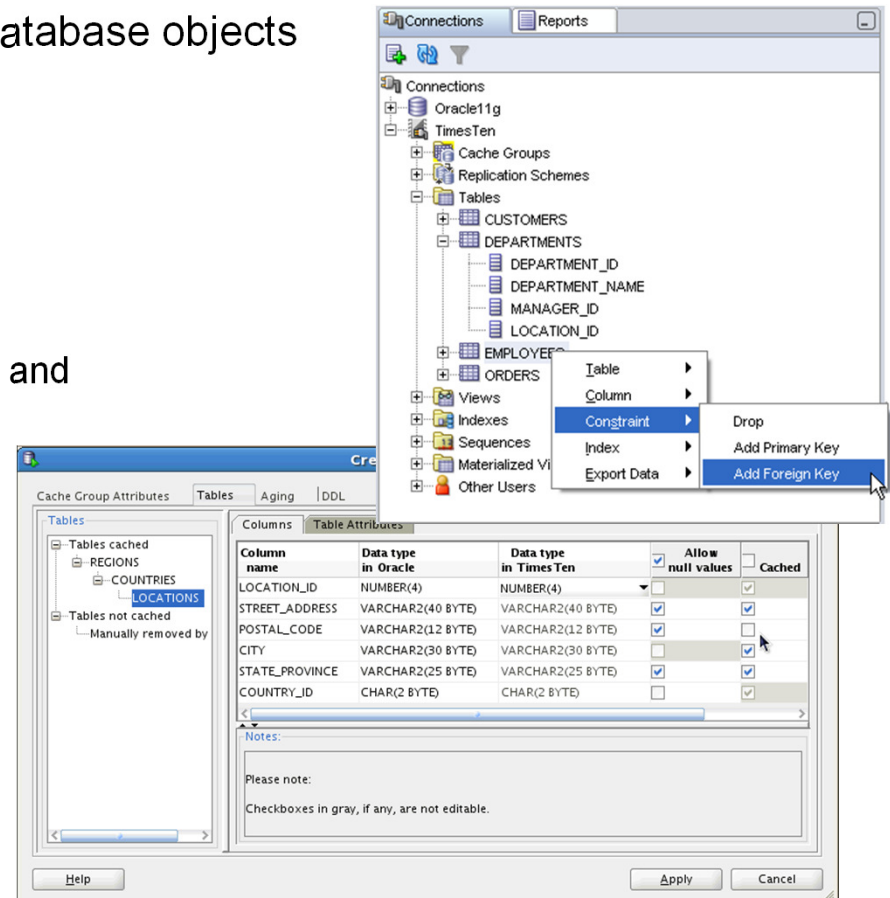 atabase objects
Connections Reports
Connections
Oracle11g
TimesTen
Cache Groups
Replication Schemes
Tables
CUSTOMERS
DEPARTMENTS
DEPARTMENT_ID
DEPARTMENT_NAME
MANAGER_ID
LOCATION_ID
EMPLOYEES
ORDERS
Views
Indexes
Sequences
Materialized Vi
Other Users
Table
Column
Constraint
Index
Export Data
Drop
Add Primary Key
Add Foreign Key
and
Cre
Cache Group Attributes Tables Aging DDL
Tables
Tables cached
REGIONS
COUNTRIES
LOCATIONS
Tables not cached
Manually removed by
Columns Table Attributes
Column name Data type in Oracle Data type in TimesTen Allow null values Cached
LOCATION_ID NUMBER(4) NUMBER(4)
STREET_ADDRESS VARCHAR2(40 BYTE) VARCHAR2(40 BYTE)
POSTAL_CODE VARCHAR2(12 BYTE) VARCHAR2(12 BYTE)
CITY VARCHAR2(30 BYTE) VARCHAR2(30 BYTE)
STATE_PROVINCE VARCHAR2(25 BYTE) VARCHAR2(25 BYTE)
COUNTRY_ID CHAR(2 BYTE) CHAR(2 BYTE)
Notes:
Please note:
Checkboxes in gray, if any, are not editable.
Help Apply Cancel